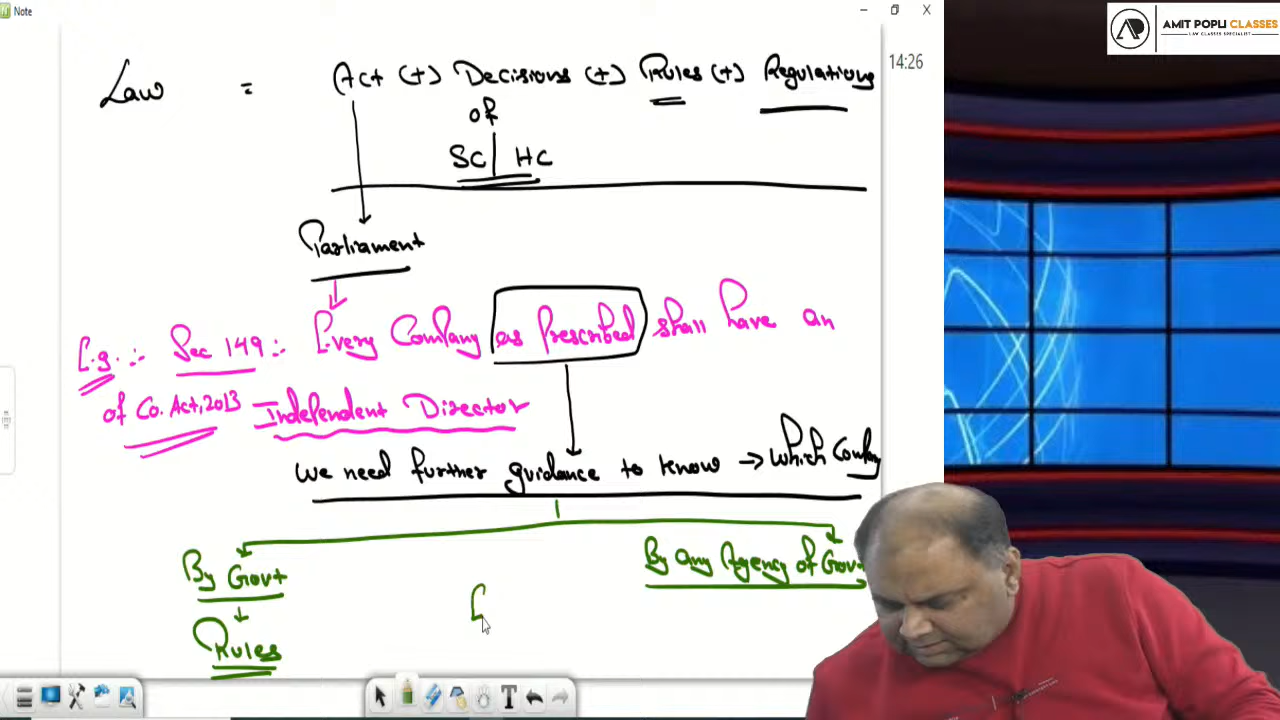 Note
AMIT POPLI CLASSES
LAW CLASSES SPECIALIST
14:26
Law = Act (+) Decisions (+) Rules (+) Regulations
of
SC | HC
Parliament
E.g. :- Sec 149 :- Every Company as prescribed shall have an
of Co. Act, 2013 Independent Director
we need further guidance to know → which Company
By Govt
By any Agency of Govt
Rules